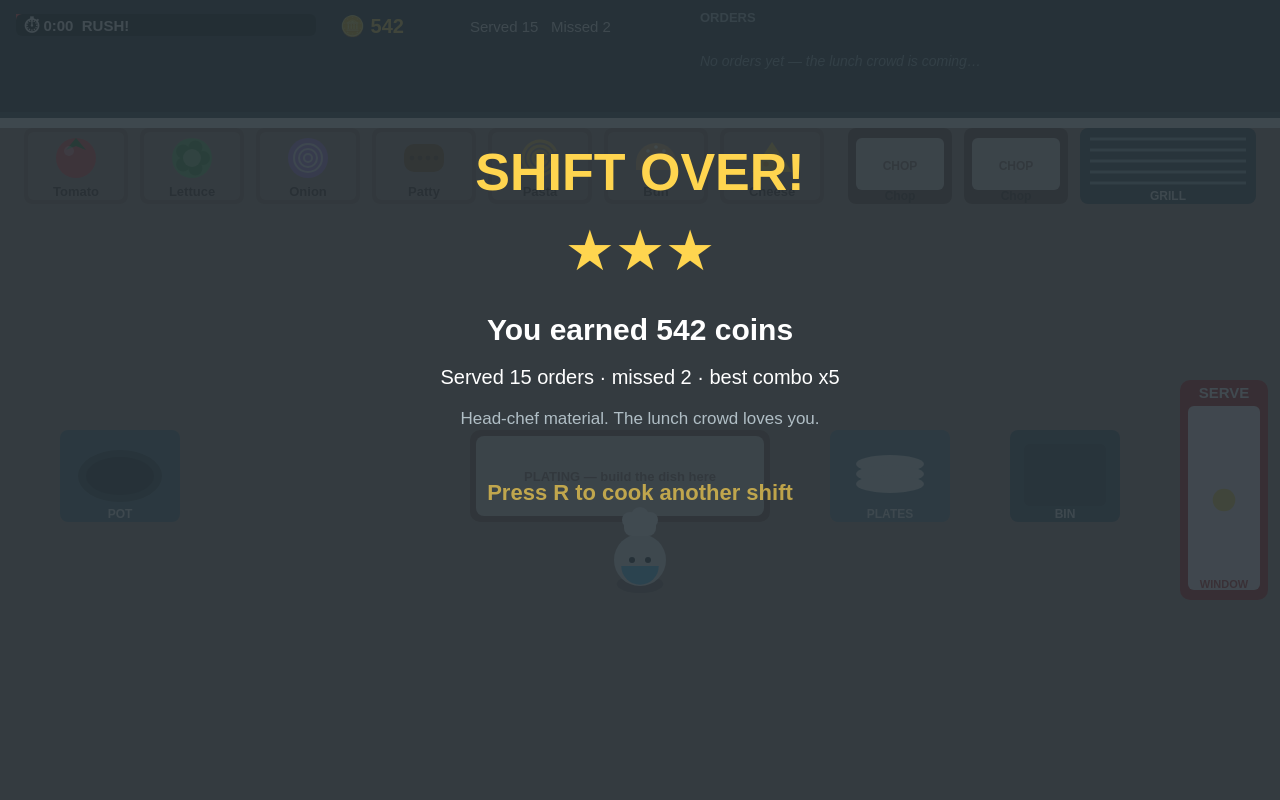 0:00 RUSH!
542
Served 15 Missed 2
ORDERS
No orders yet — the lunch crowd is coming…
Tomato
Lettuce
Onion
Patty
CHOP
Chop
CHOP
Chop
GRILL
SHIFT OVER!
★★★
You earned 542 coins
Served 15 orders · missed 2 · best combo x5
Head-chef material. The lunch crowd loves you.
SERVE
PLATING — build the dish here
Press R to cook another shift
POT
PLATES
BIN
WINDOW